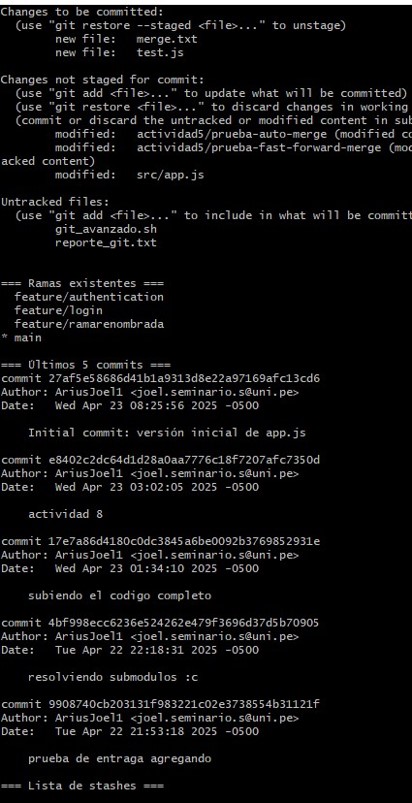 Changes to be committed:
(use "git restore --staged <file>..." to unstage)
new file: merge.txt
new file: test.js
Changes not staged for commit:
(use "git add <file>..." to update what will be committed)
(use "git restore <file>..." to discard changes in working
(commit or discard the untracked or modified content in sub
modified: actividad5/prueba-auto-merge (modified co
modified: actividad5/prueba-fast-forward-merge (mod
acked content)
modified: src/app.js
Untracked files:
(use "git add <file>..." to include in what will be committ
git_avanzado.sh
reporte_git.txt
=== Ramas existentes ===
feature/authentication
feature/login
feature/ramarenombrada
* main
=== Últimos 5 commits ===
commit 27af5e58686d41b1a9313d8e22a97169afc13cd6
Author: AriusJoel1 <joel.seminario.s@uni.pe>
Date: Wed Apr 23 08:25:56 2025 -0500
Initial commit: versión inicial de app.js
commit e8402c2dc64d1d28a0aa7776c18f7207afc7350d
Author: AriusJoel1 <joel.seminario.s@uni.pe>
Date: Wed Apr 23 03:02:05 2025 -0500
actividad 8
commit 17e7a86d4180c0dc3845a6be0092b3769852931e
Author: AriusJoel1 <joel.seminario.s@uni.pe>
Date: Wed Apr 23 01:34:10 2025 -0500
subiendo el codigo completo
commit 4bf998ecc6236e524262e479f3696d37d5b70905
Author: AriusJoel1 <joel.seminario.s@uni.pe>
Date: Tue Apr 22 22:18:31 2025 -0500
resolviendo submodulos :c
commit 9908740cb203131f983221c02e3738554b31121f
Author: AriusJoel1 <joel.seminario.s@uni.pe>
Date: Tue Apr 22 21:53:18 2025 -0500
prueba de entraga agregando
=== Lista de stashes ===